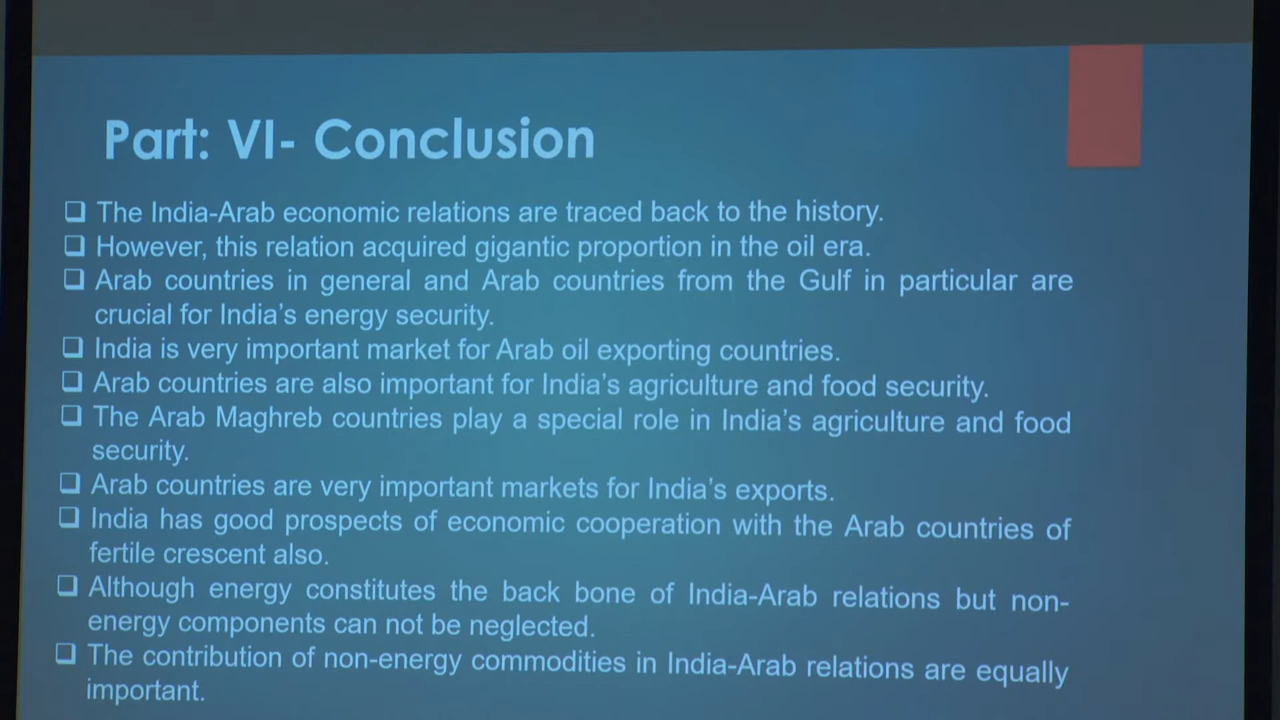 Part: VI- Conclusion
❑ The India-Arab economic relations are traced back to the history.
❑ However, this relation acquired gigantic proportion in the oil era.
❑ Arab countries in general and Arab countries from the Gulf in particular are
crucial for India's energy security.
❑ India is very important market for Arab oil exporting countries.
❑ Arab countries are also important for India's agriculture and food security.
❑ The Arab Maghreb countries play a special role in India's agriculture and food
security.
❑ Arab countries are very important markets for India's exports.
❑ India has good prospects of economic cooperation with the Arab countries of
fertile crescent also.
❑ Although energy constitutes the back bone of India-Arab relations but non-
energy components can not be neglected.
❑ The contribution of non-energy commodities in India-Arab relations are equally
important.